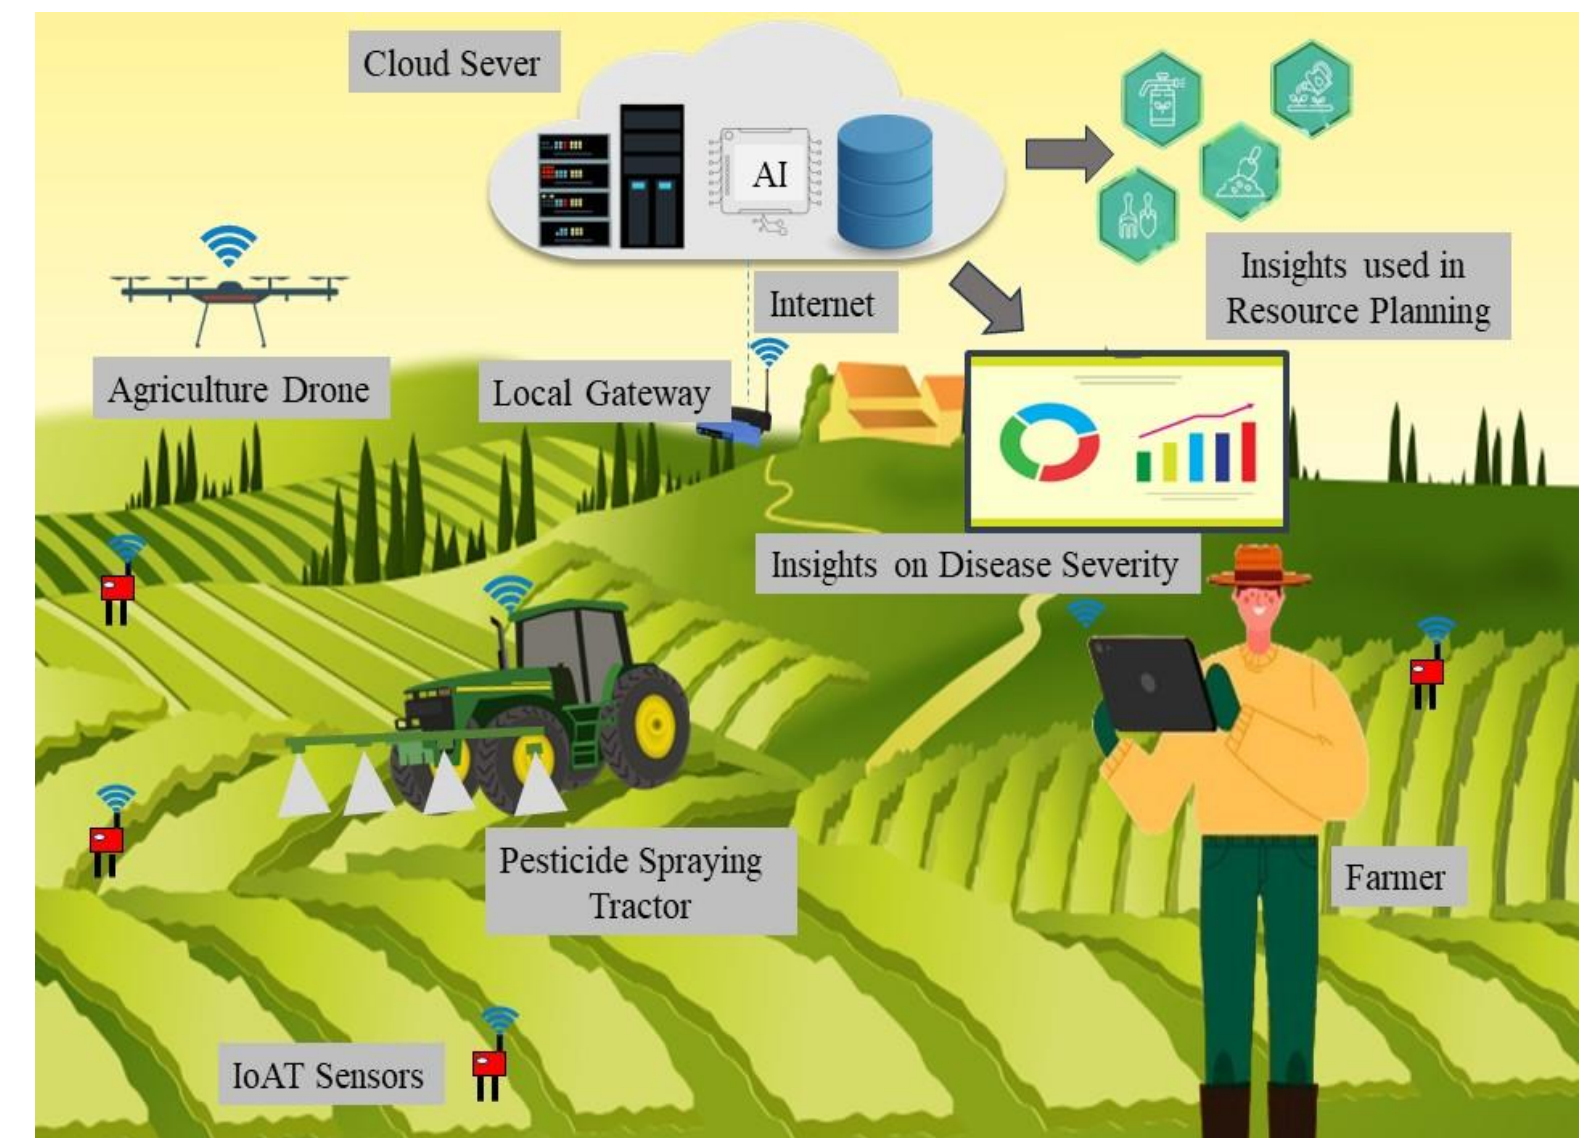 Cloud Sever
AI
Internet
Insights used in
Resource Planning
Agriculture Drone
Local Gateway
Insights on Disease Severity
Pesticide Spraying
Tractor
Farmer
IoAT Sensors